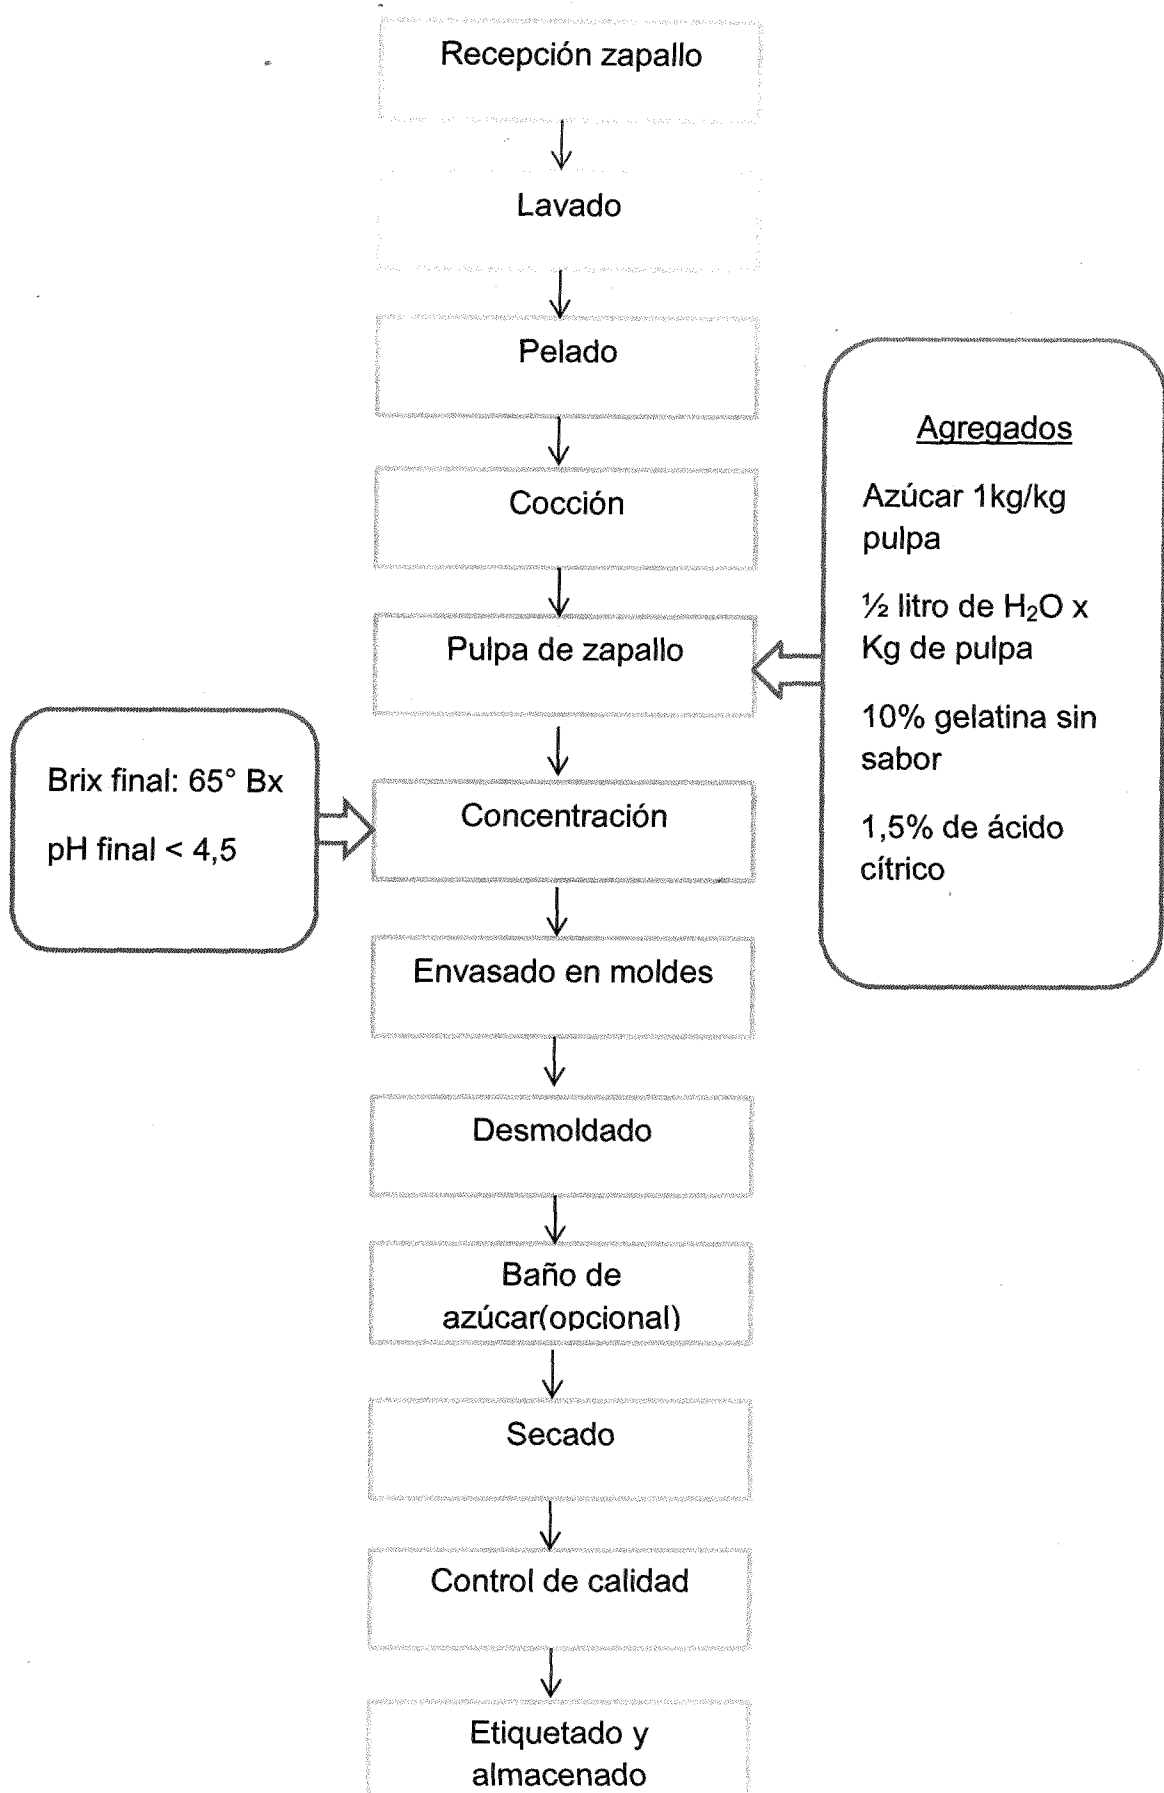 Recepción zapallo
Lavado
Pelado
Cocción
Pulpa de zapallo
Agregados
Azúcar 1kg/kg
pulpa
½ litro de H₂O x
Kg de pulpa
10% gelatina sin
sabor
1,5% de ácido
cítrico
Brix final: 65° Bx
pH final < 4,5
Concentración
Envasado en moldes
Desmoldado
Baño de
azúcar(opcional)
Secado
Control de calidad
Etiquetado y
almacenado